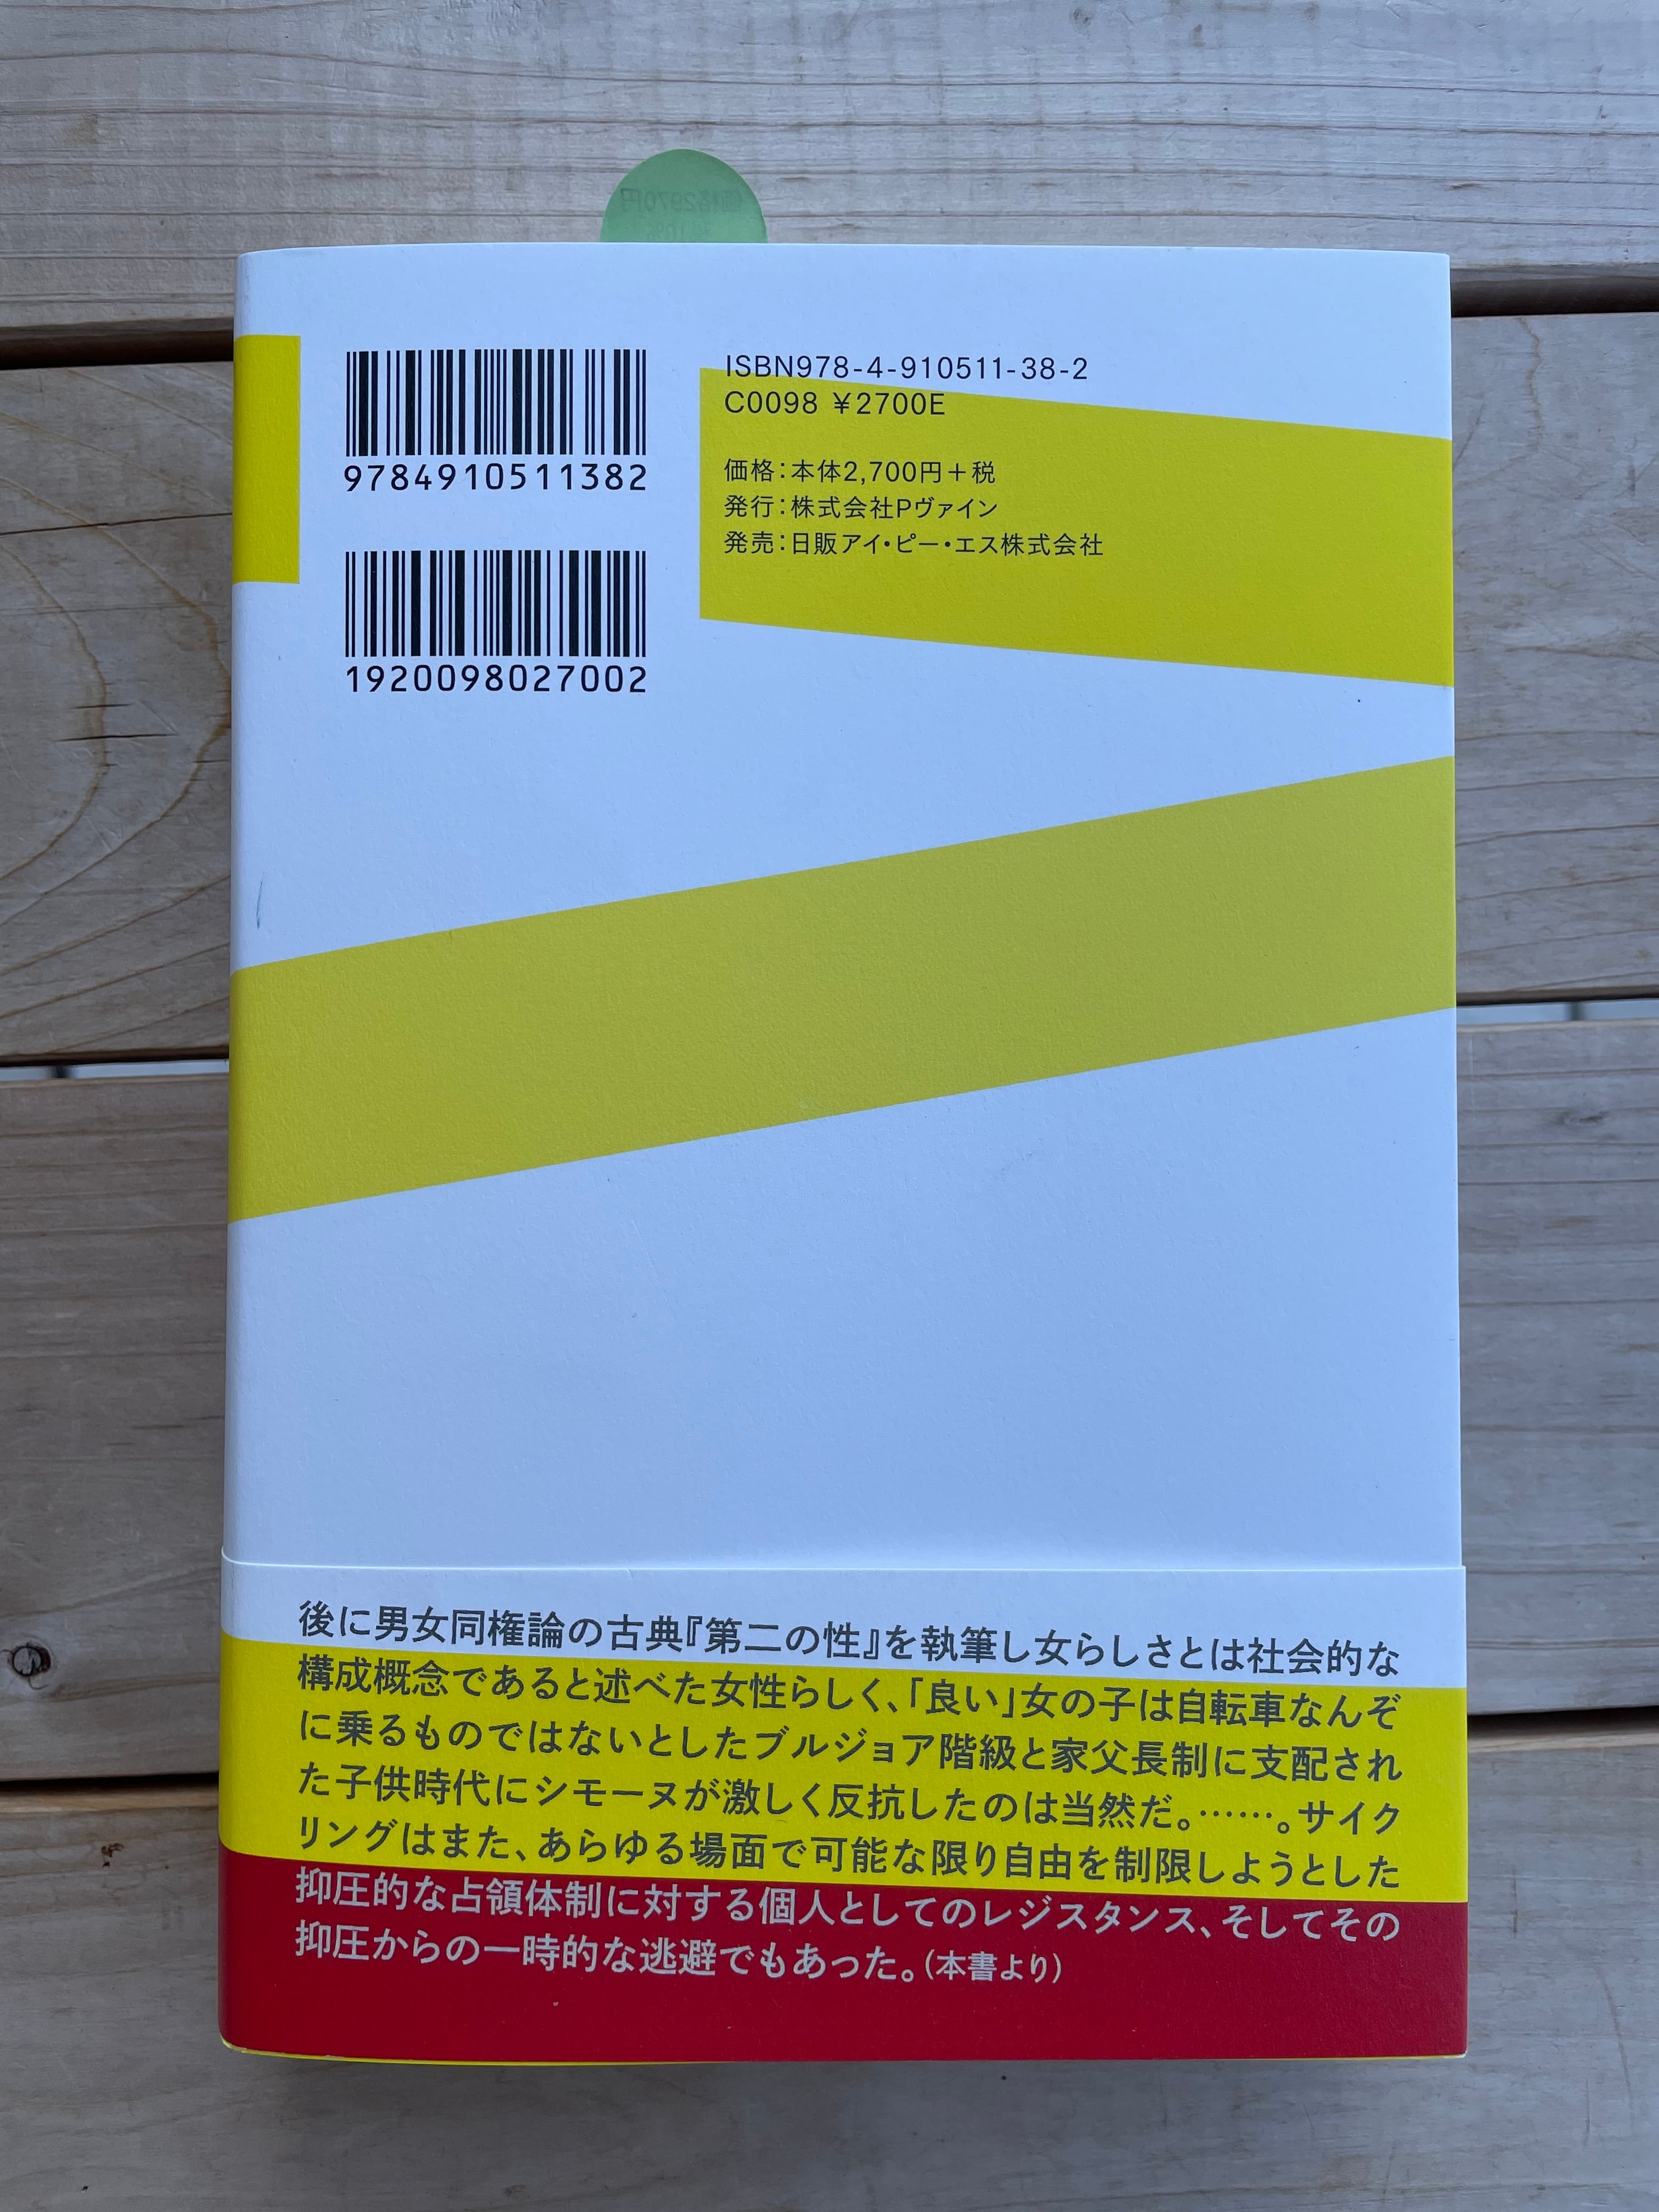 価格2970円
9784910511382
1920098027002
ISBN978-4-910511-38-2
C0098 ¥2700E
価格：本体2,700円＋税
発行：株式会社Pヴァイン
発売：日販アイ・ピー・エス株式会社
後に男女同権論の古典『第二の性』を執筆し女らしさとは社会的な
構成概念であると述べた女性らしく、「良い」女の子は自転車なんぞ
に乗るものではないとしたブルジョア階級と家父長制に支配され
た子供時代にシモーヌが激しく反抗したのは当然だ。……。サイク
リングはまた、あらゆる場面で可能な限り自由を制限しようとした
抑圧的な占領体制に対する個人としてのレジスタンス、そしてその
抑圧からの一時的な逃避でもあった。（本書より）